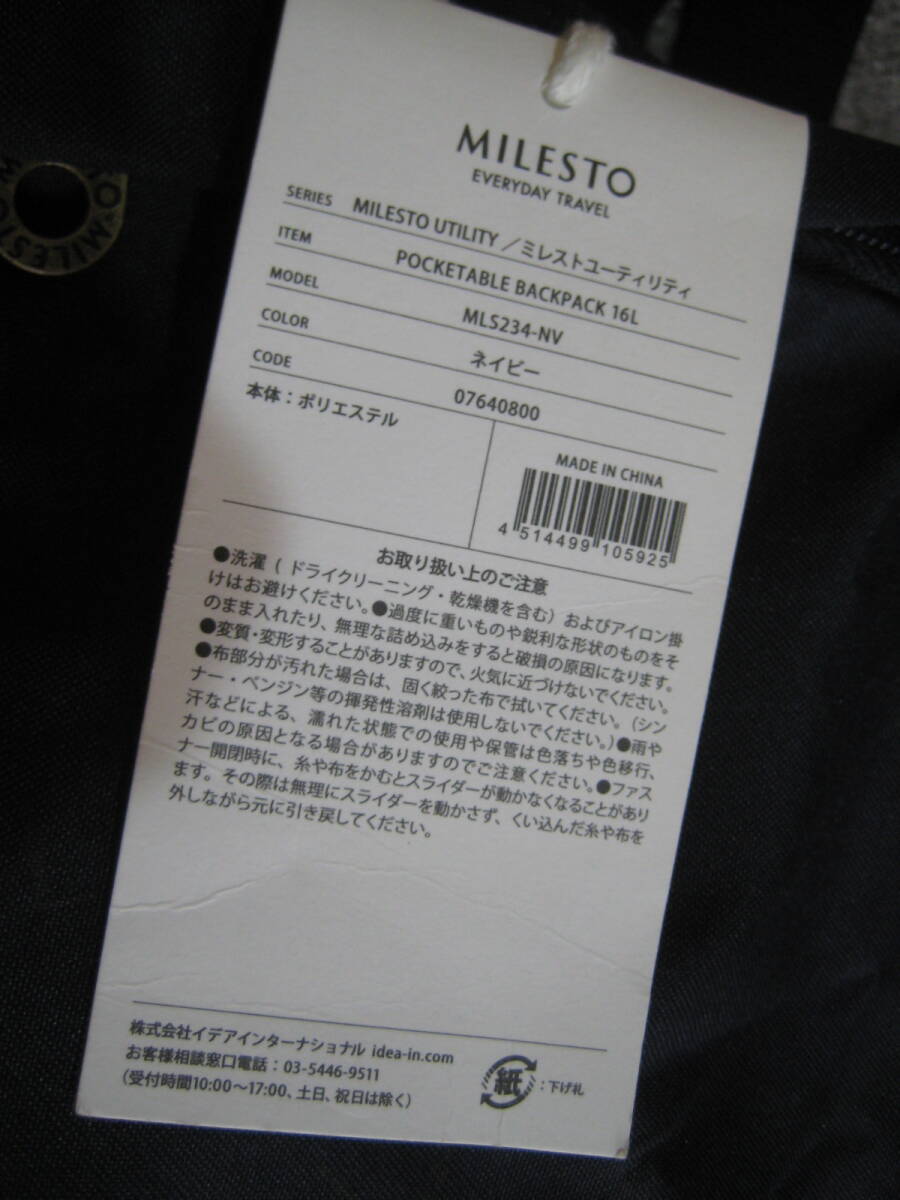 MILESTO
EVERYDAY TRAVEL
SERIES MILESTO UTILITY／ミレストユーティリティ
ITEM POCKETABLE BACKPACK 16L
MODEL MLS234-NV
COLOR ネイビー
CODE 07640800
本体：ポリエステル
MADE IN CHINA
4 514499 105925
お取り扱い上のご注意
●洗濯（ドライクリーニング・乾燥機を含む）およびアイロン掛
けはお避けください。●過度に重いものや鋭利な形状のものをそ
のまま入れたり、無理な詰め込みをすると破損の原因になります。
●変質・変形することがありますので、火気に近づけないでください。
●布部分が汚れた場合は、固く絞った布で拭いてください。（シン
ナー・ベンジン等の揮発性溶剤は使用しないでください。）●雨や
汗などによる、濡れた状態での使用や保管は色落ちや色移行、
カビの原因となる場合がありますのでご注意ください。●ファス
ナー開閉時に、糸や布をかむとスライダーが動かなくなることがあり
ます。その際は無理にスライダーを動かさず、くい込んだ糸や布を
外しながら元に引き戻してください。
株式会社イデアインターナショナル idea-in.com
お客様相談窓口電話：03-5446-9511
（受付時間10:00～17:00、土日、祝日は除く）
紙：下げ札
MILESTO